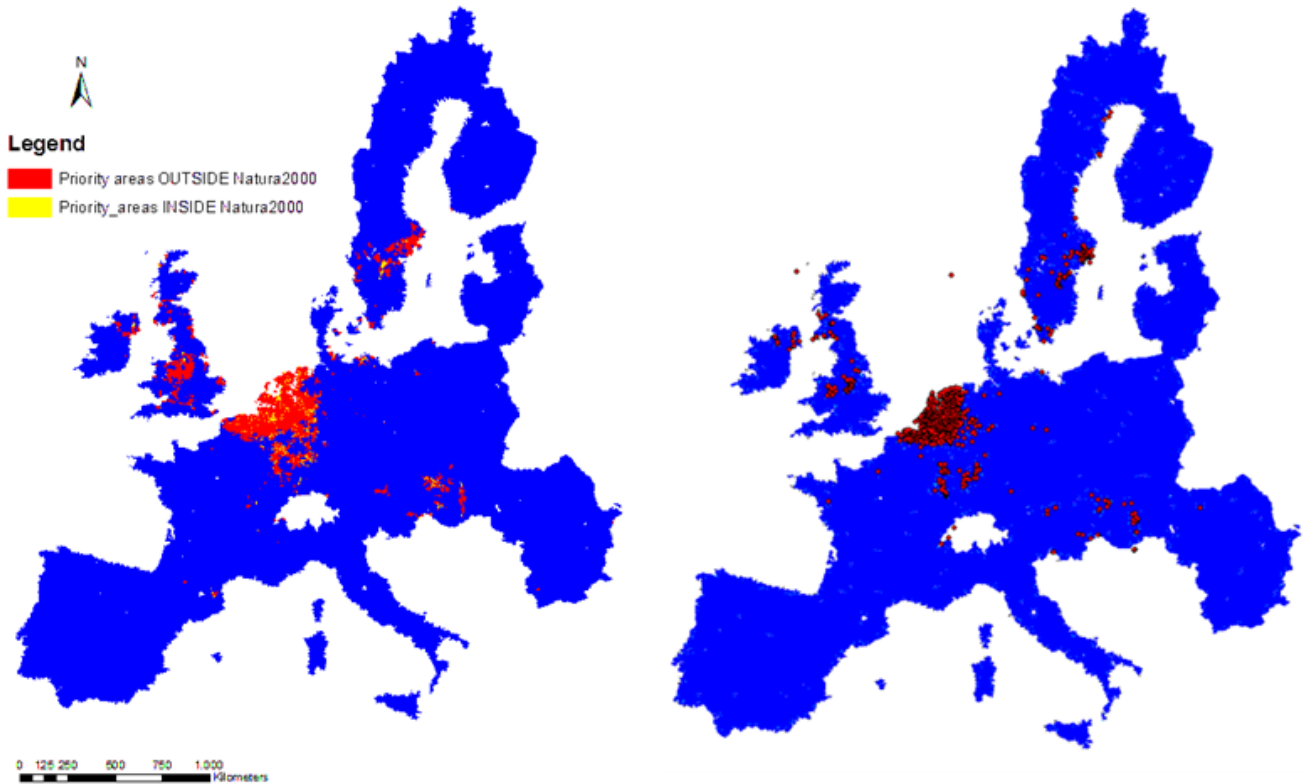 N
Legend
Priority areas OUTSIDE Natura2000
Priority_areas INSIDE Natura2000
0 125 250 500 750 1.000
Kilometers